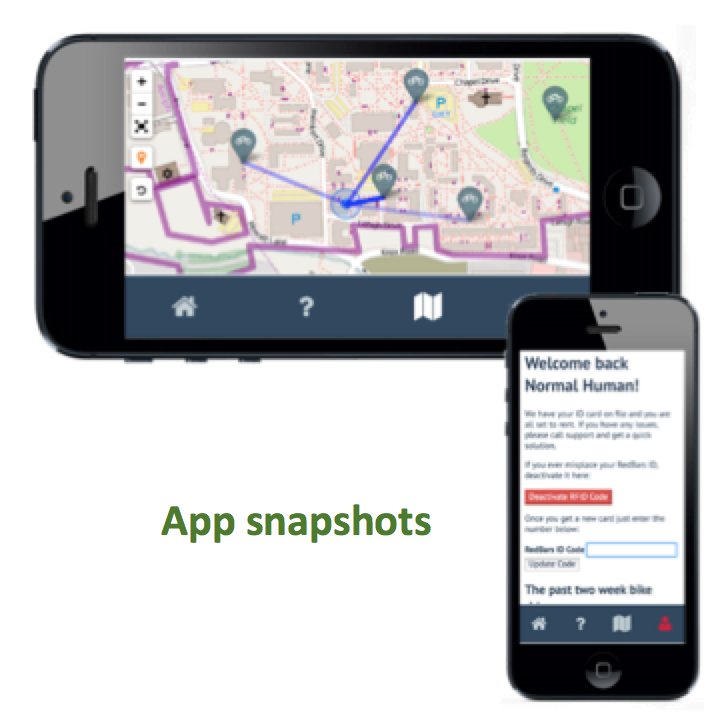 +
Chapel Drive
P
−
P
?
Welcome back
Normal Human!
We have your ID card on file and you are
all set to rent. If you have any issues,
please call support and get a quick
solution.
If you ever misplace your RedBars ID,
deactivate it here:
Deactivate RFID Code
Once you get a new card just enter the
number below:
RedBars ID Code
Update Code
The past two week bike
App snapshots
?